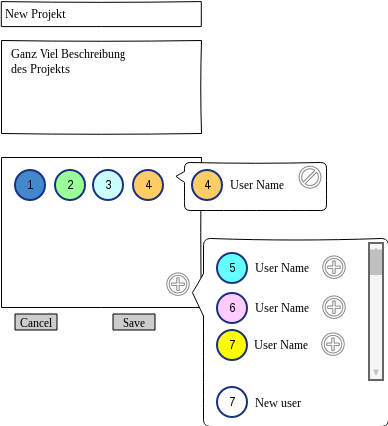 New Projekt
Ganz Viel Beschreibung
des Projekts
1 2 3 4
4 User Name
5 User Name
6 User Name
7 User Name
7 New user
Cancel Save